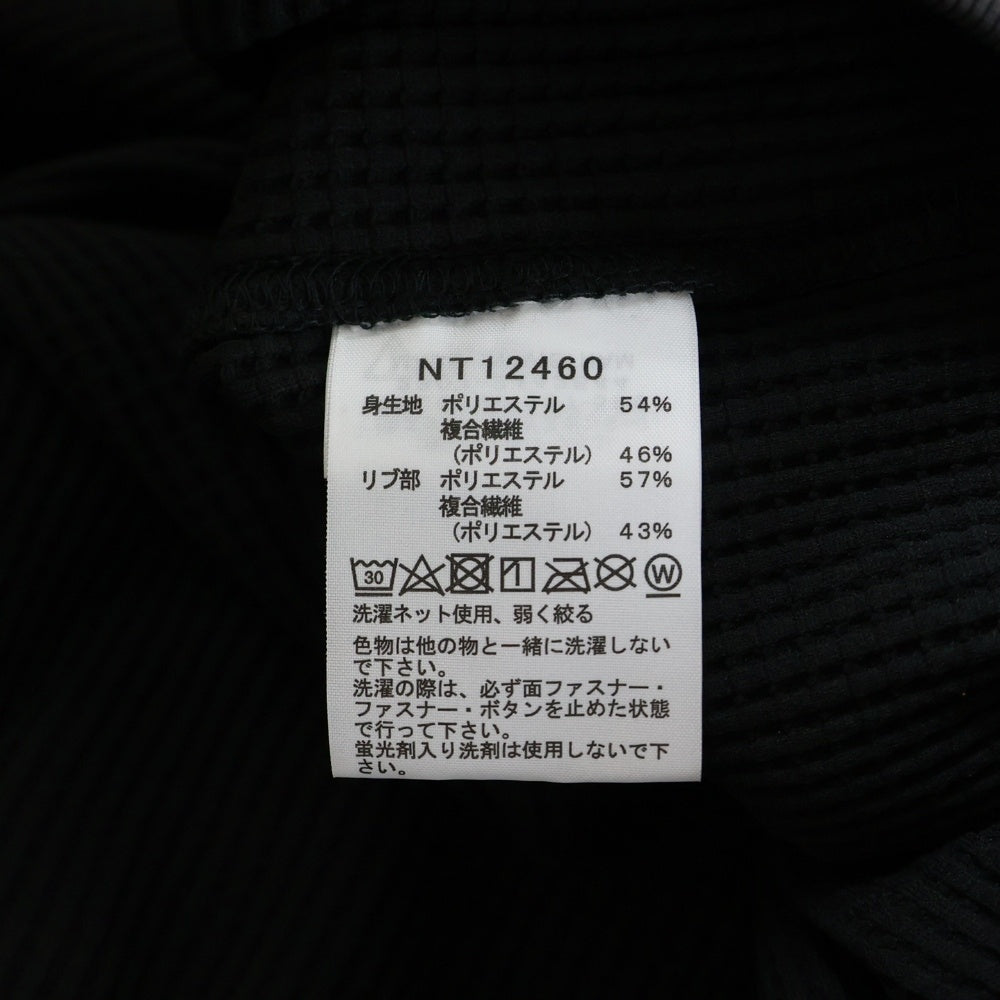 NT12460
身生地 ポリエステル 54%
複合繊維
(ポリエステル) 46%
リブ部 ポリエステル 57%
複合繊維
(ポリエステル) 43%
30 W
洗濯ネット使用、弱く絞る
色物は他の物と一緒に洗濯しない
で下さい。
洗濯の際は、必ず面ファスナー・
ファスナー・ボタンを止めた状態
で行って下さい。
蛍光剤入り洗剤は使用しないで下
さい。